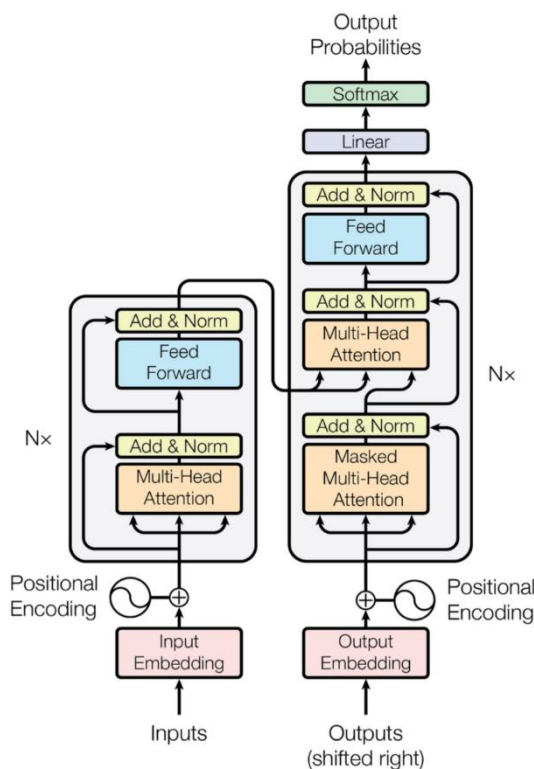 Output
Probabilities
Softmax
Linear
Add & Norm
Feed
Forward
Add & Norm
Multi-Head
Attention
Nx
Add & Norm
Masked
Multi-Head
Attention
Add & Norm
Feed
Forward
Nx
Add & Norm
Multi-Head
Attention
Positional
Encoding
Positional
Encoding
Input
Embedding
Output
Embedding
Inputs
Outputs
(shifted right)